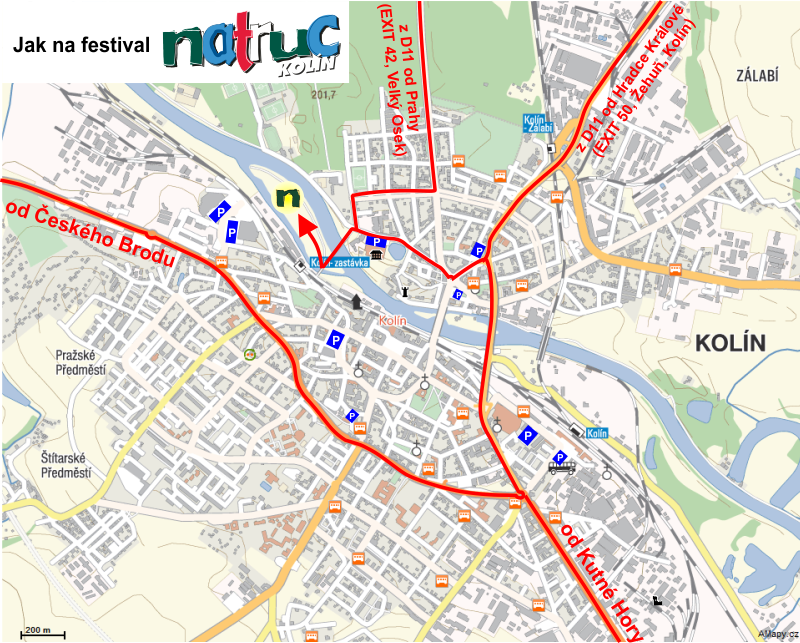 Jak na festival natruc
KOLÍN
z D11 od Prahy
(EXIT 42, Velký Osek)
z D11 od Hradce Králové
(EXIT 50, Žehuň, Kolín)
201,7
ZÁLABÍ
Kolín
-Zálabí
n
P
P
P
P
od Českého Brodu
Kolín-zastávka
P
Kolín
P
KOLÍN
Pražské
Předměstí
P
P
Kolín
Štítarské
Předměstí
P
od Kutné Hory
200 m
AMapy.cz